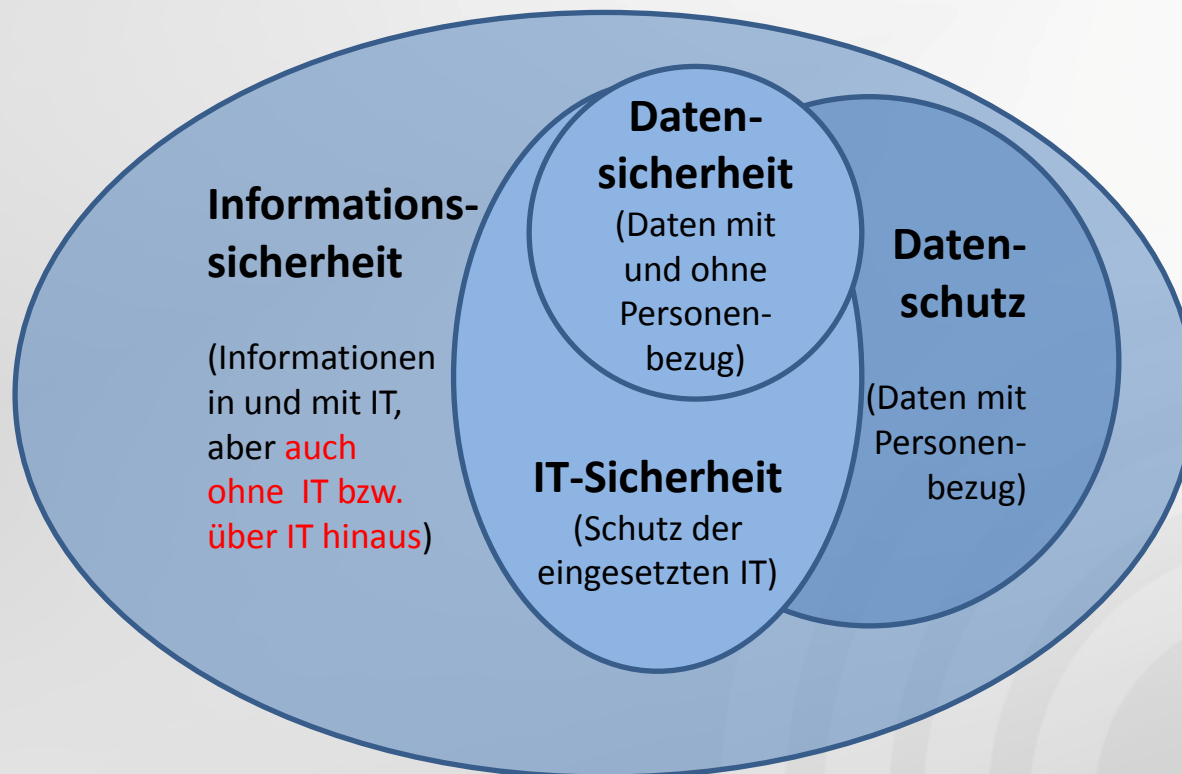 Informations-
sicherheit
(Informationen
in und mit IT,
aber auch
ohne  IT bzw.
über IT hinaus)
Daten-
sicherheit
(Daten mit
und ohne
Personen-
bezug)
IT-Sicherheit
(Schutz der
eingesetzten IT)
Daten-
schutz
(Daten mit
Personen-
bezug)